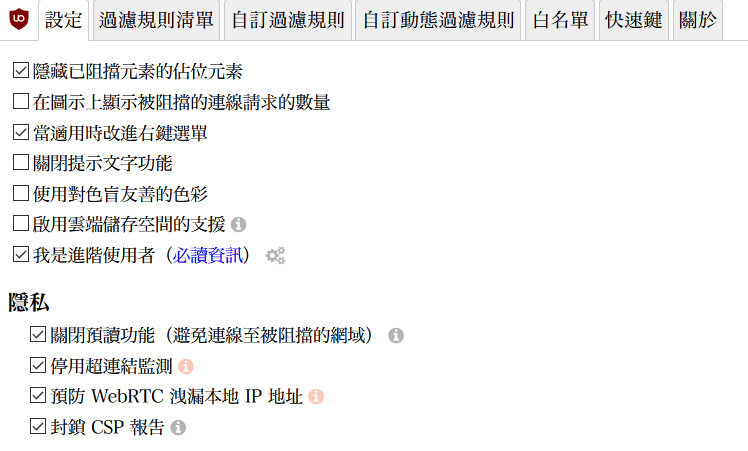 設定 過濾規則清單 自訂過濾規則 自訂動態過濾規則 白名單 快速鍵 關於
隱藏已阻擋元素的佔位元素
在圖示上顯示被阻擋的連線請求的數量
當適用時改進右鍵選單
關閉提示文字功能
使用對色盲友善的色彩
啟用雲端儲存空間的支援
我是進階使用者（必讀資訊）
隱私
關閉預讀功能（避免連線至被阻擋的網域）
停用超連結監測
預防 WebRTC 洩漏本地 IP 地址
封鎖 CSP 報告